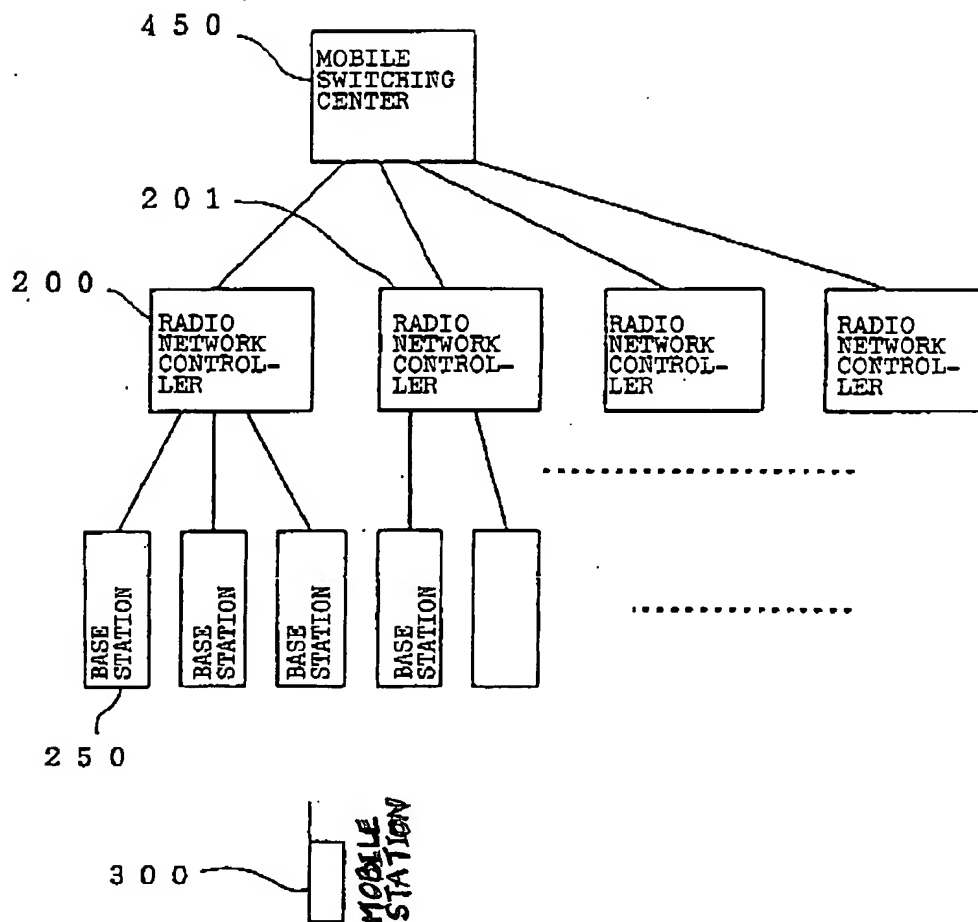 450
MOBILE
SWITCHING
CENTER
201
200
RADIO
NETWORK
CONTROL-
LER
RADIO
NETWORK
CONTROL-
LER
RADIO
NETWORK
CONTROL-
LER
RADIO
NETWORK
CONTROL-
LER
BASE
STATION
BASE
STATION
BASE
STATION
BASE
STATION
250
300
MOBILE
STATION